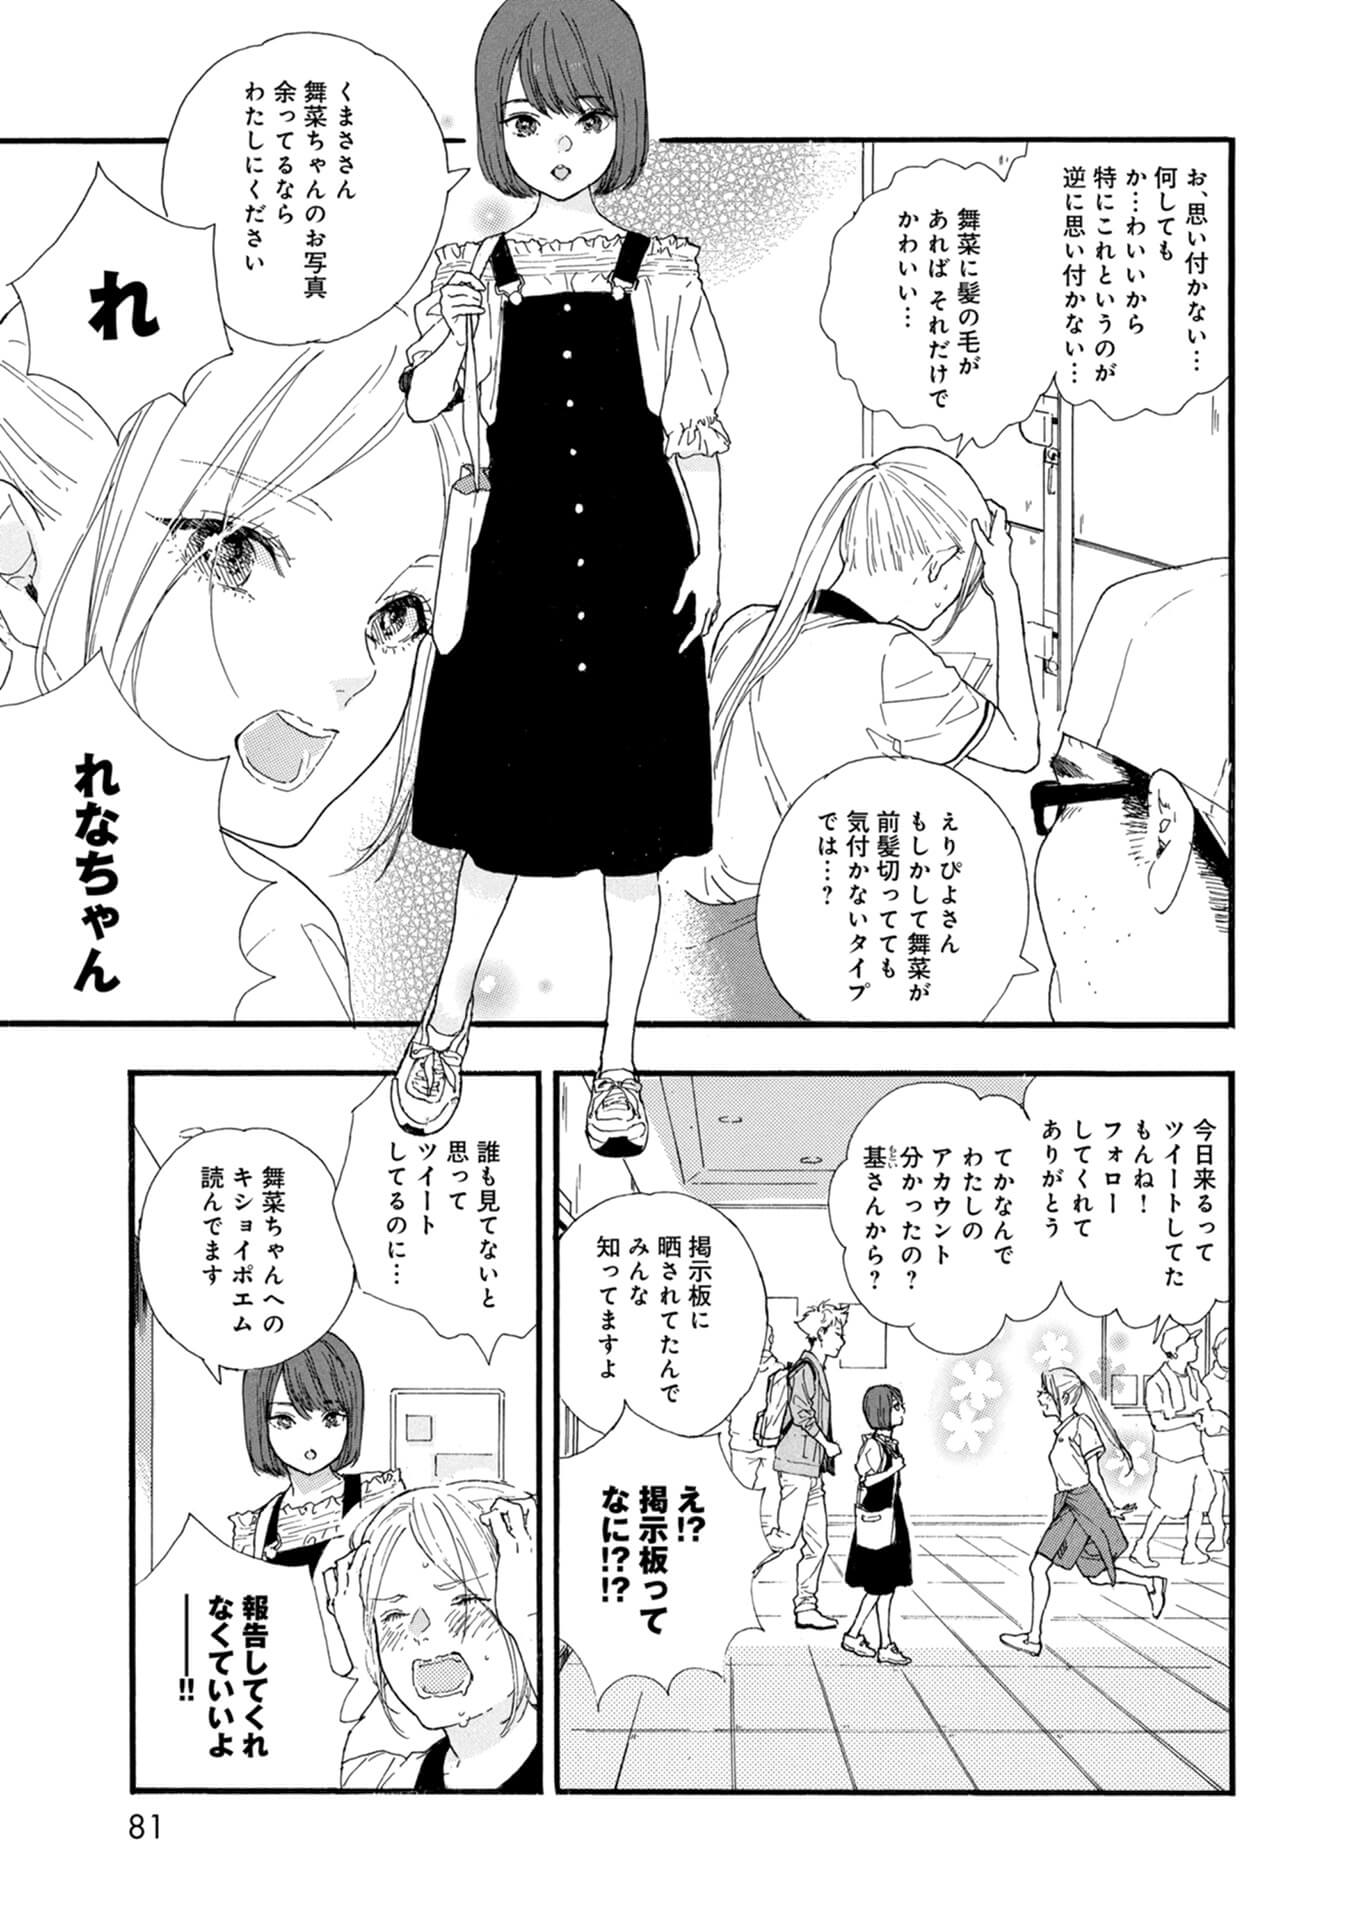 お、思い付かない…
何しても
か…わいいから
特にこれというのが
逆に思い付かない…
舞菜に髪の毛が
あれば それだけで
かわいい…
えりぴよさん
もしかして舞菜が
前髪切ってても
気付かないタイプ
では…？
くまささん
舞菜ちゃんのお写真
余ってるなら
わたしにください
れ
れなちゃん
今日来るって
ツイートしてた
もんね！
フォロー
してくれて
ありがとう
てかなんで
わたしの
アカウント
分かったの？
基さんから？
もとい
掲示板に
晒されてたんで
みんな
知ってますよ
え!?
掲示板って
なに!?!?
誰も見てないと
思って
ツイート
してるのに…
舞菜ちゃんへの
キショイポエム
読んでます
報告してくれ
なくていいよ
――!!
81